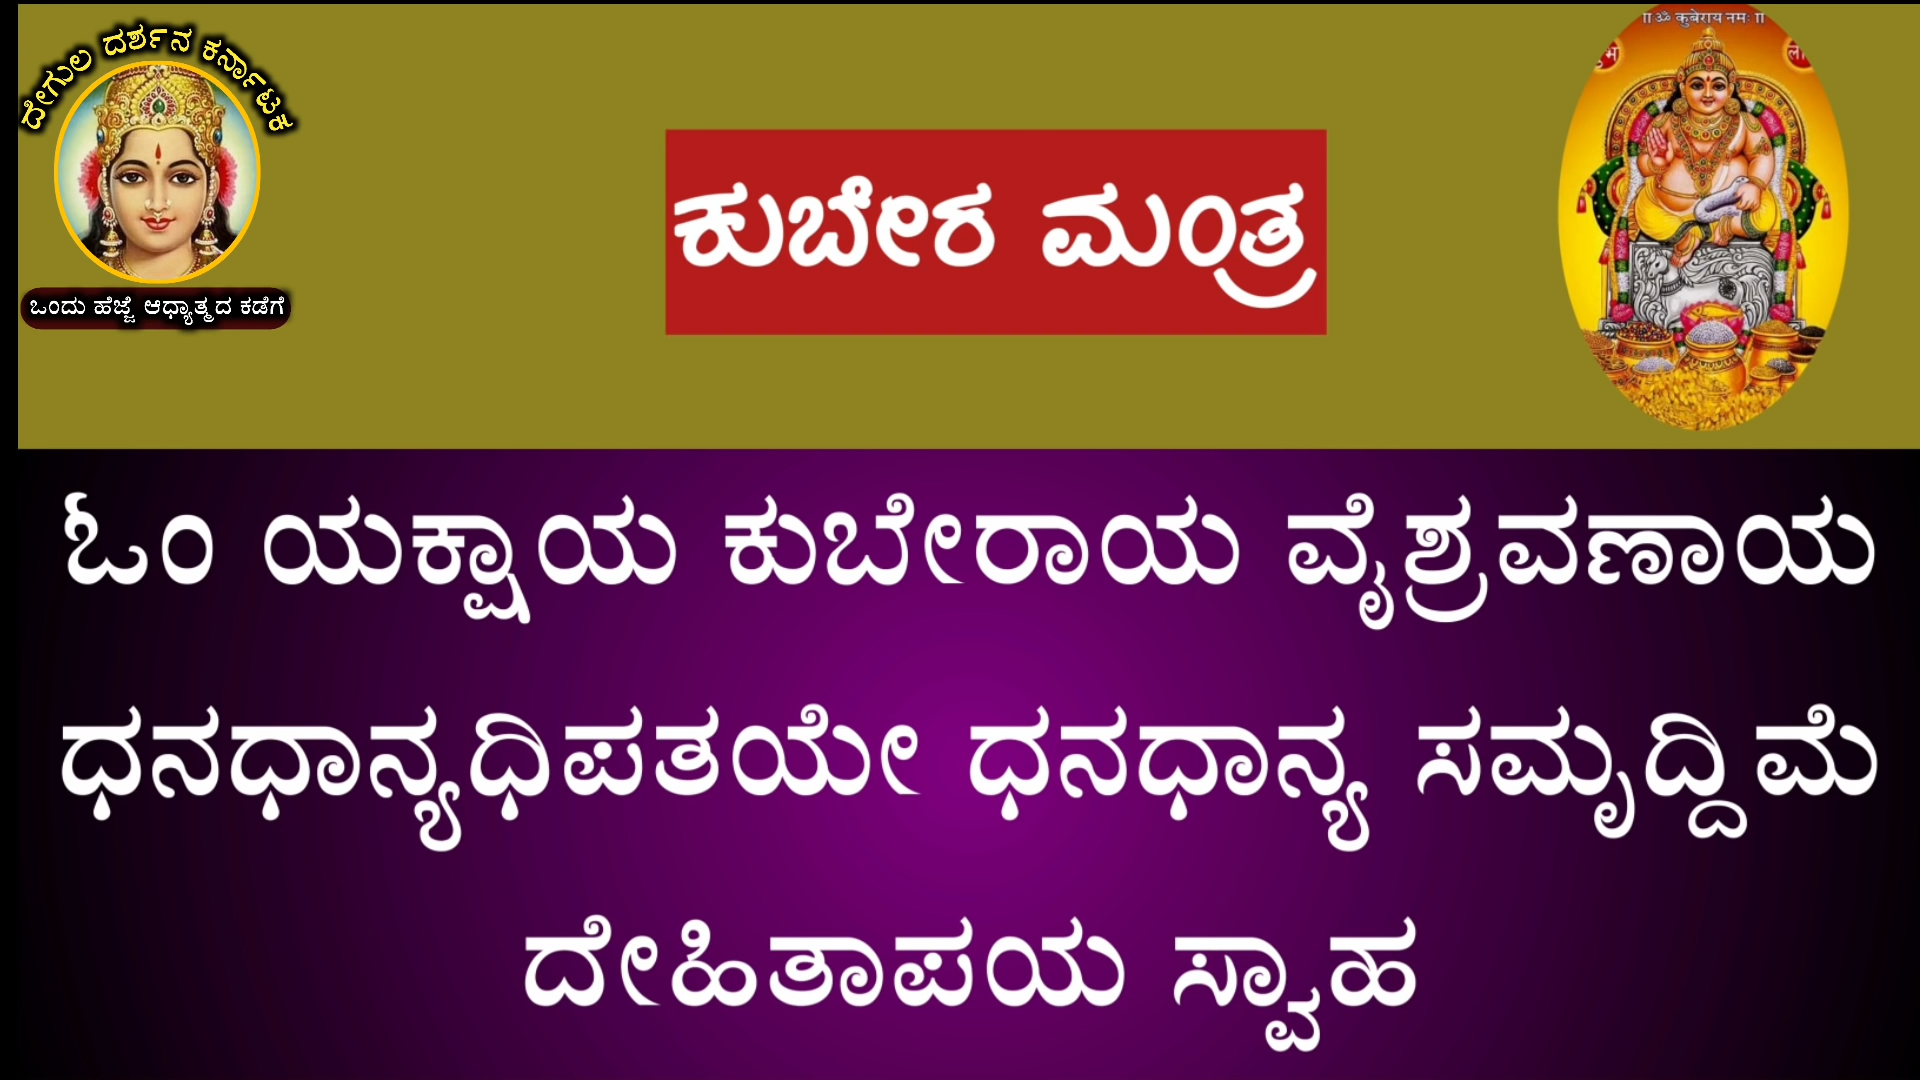 ದೇಗುಲ ದರ್ಶನ ಕರ್ನಾಟಕ
ಒಂದು ಹೆಜ್ಜೆ ಆಧ್ಯಾತ್ಮದ ಕಡೆಗೆ
ಕುಬೇರ ಮಂತ್ರ
॥ ॐ कुबेराय नमः ॥
ಓಂ ಯಕ್ಷಾಯ ಕುಬೇರಾಯ ವೈಶ್ರವಣಾಯ
ಧನಧಾನ್ಯಧಿಪತಯೇ ಧನಧಾನ್ಯ ಸಮೃದ್ದಿಮೆ
ದೇಹಿತಾಪಯ ಸ್ವಾಹ